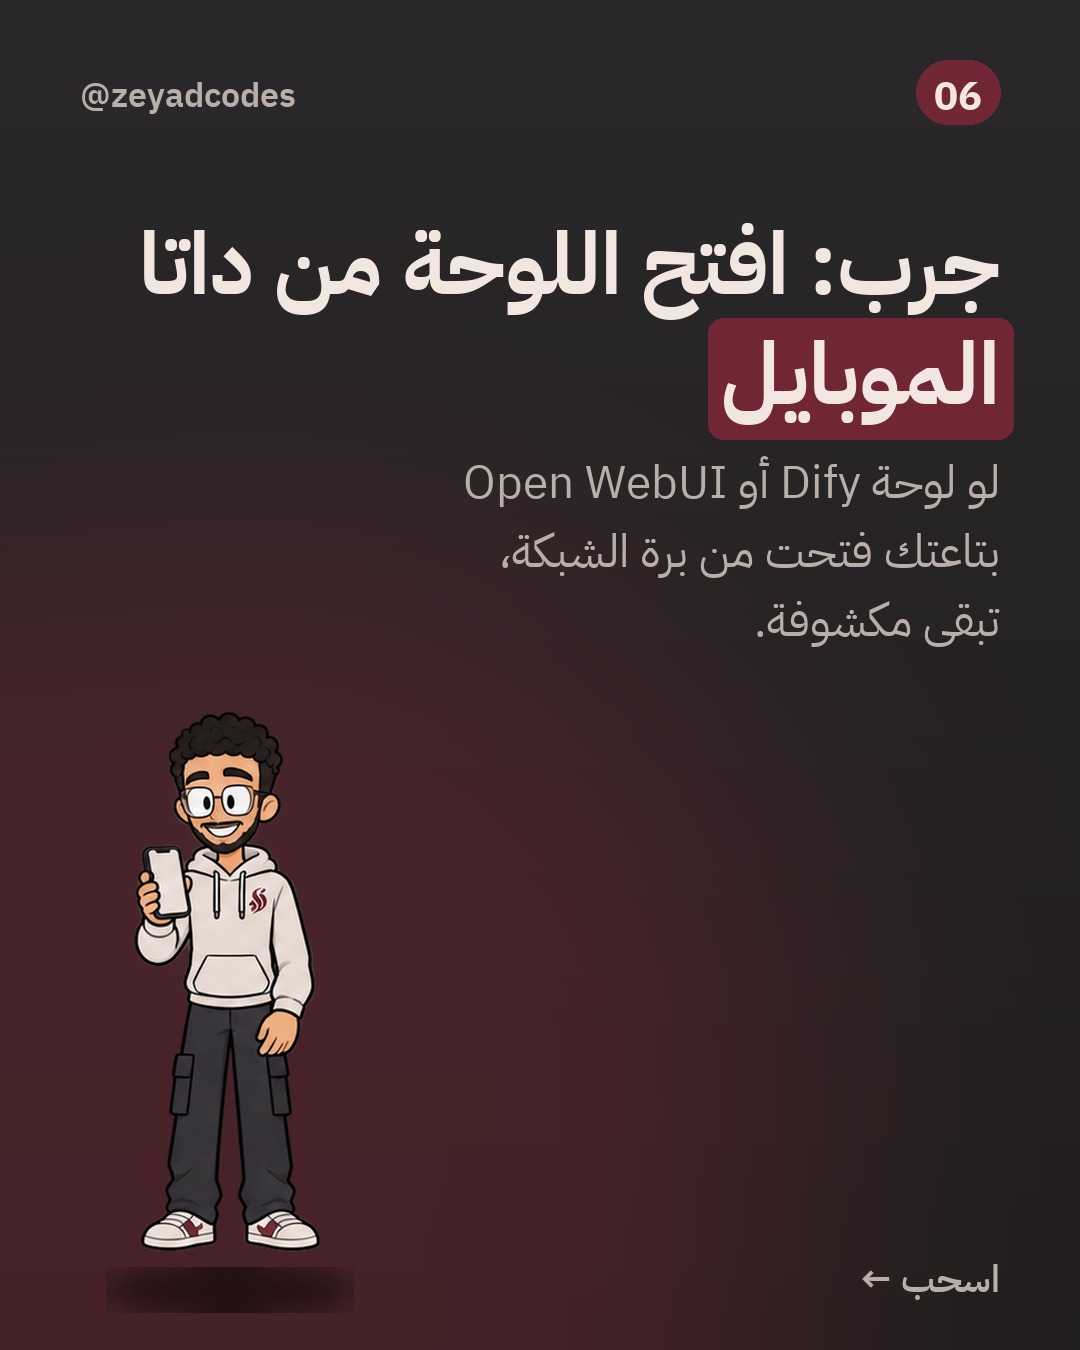 @zeyadcodes
06
جرب: افتح اللوحة من داتا
الموبايل
لو لوحة Dify أو Open WebUI
بتاعتك فتحت من برة الشبكة،
تبقى مكشوفة.
اسحب ←